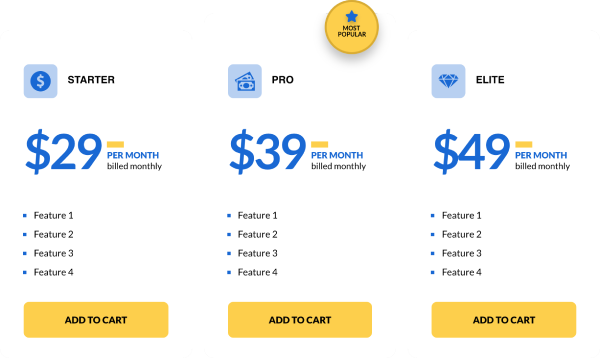 MOST
POPULAR
STARTER
$29
PER MONTH
billed monthly
Feature 1
Feature 2
Feature 3
Feature 4
ADD TO CART
PRO
$39
PER MONTH
billed monthly
Feature 1
Feature 2
Feature 3
Feature 4
ADD TO CART
ELITE
$49
PER MONTH
billed monthly
Feature 1
Feature 2
Feature 3
Feature 4
ADD TO CART